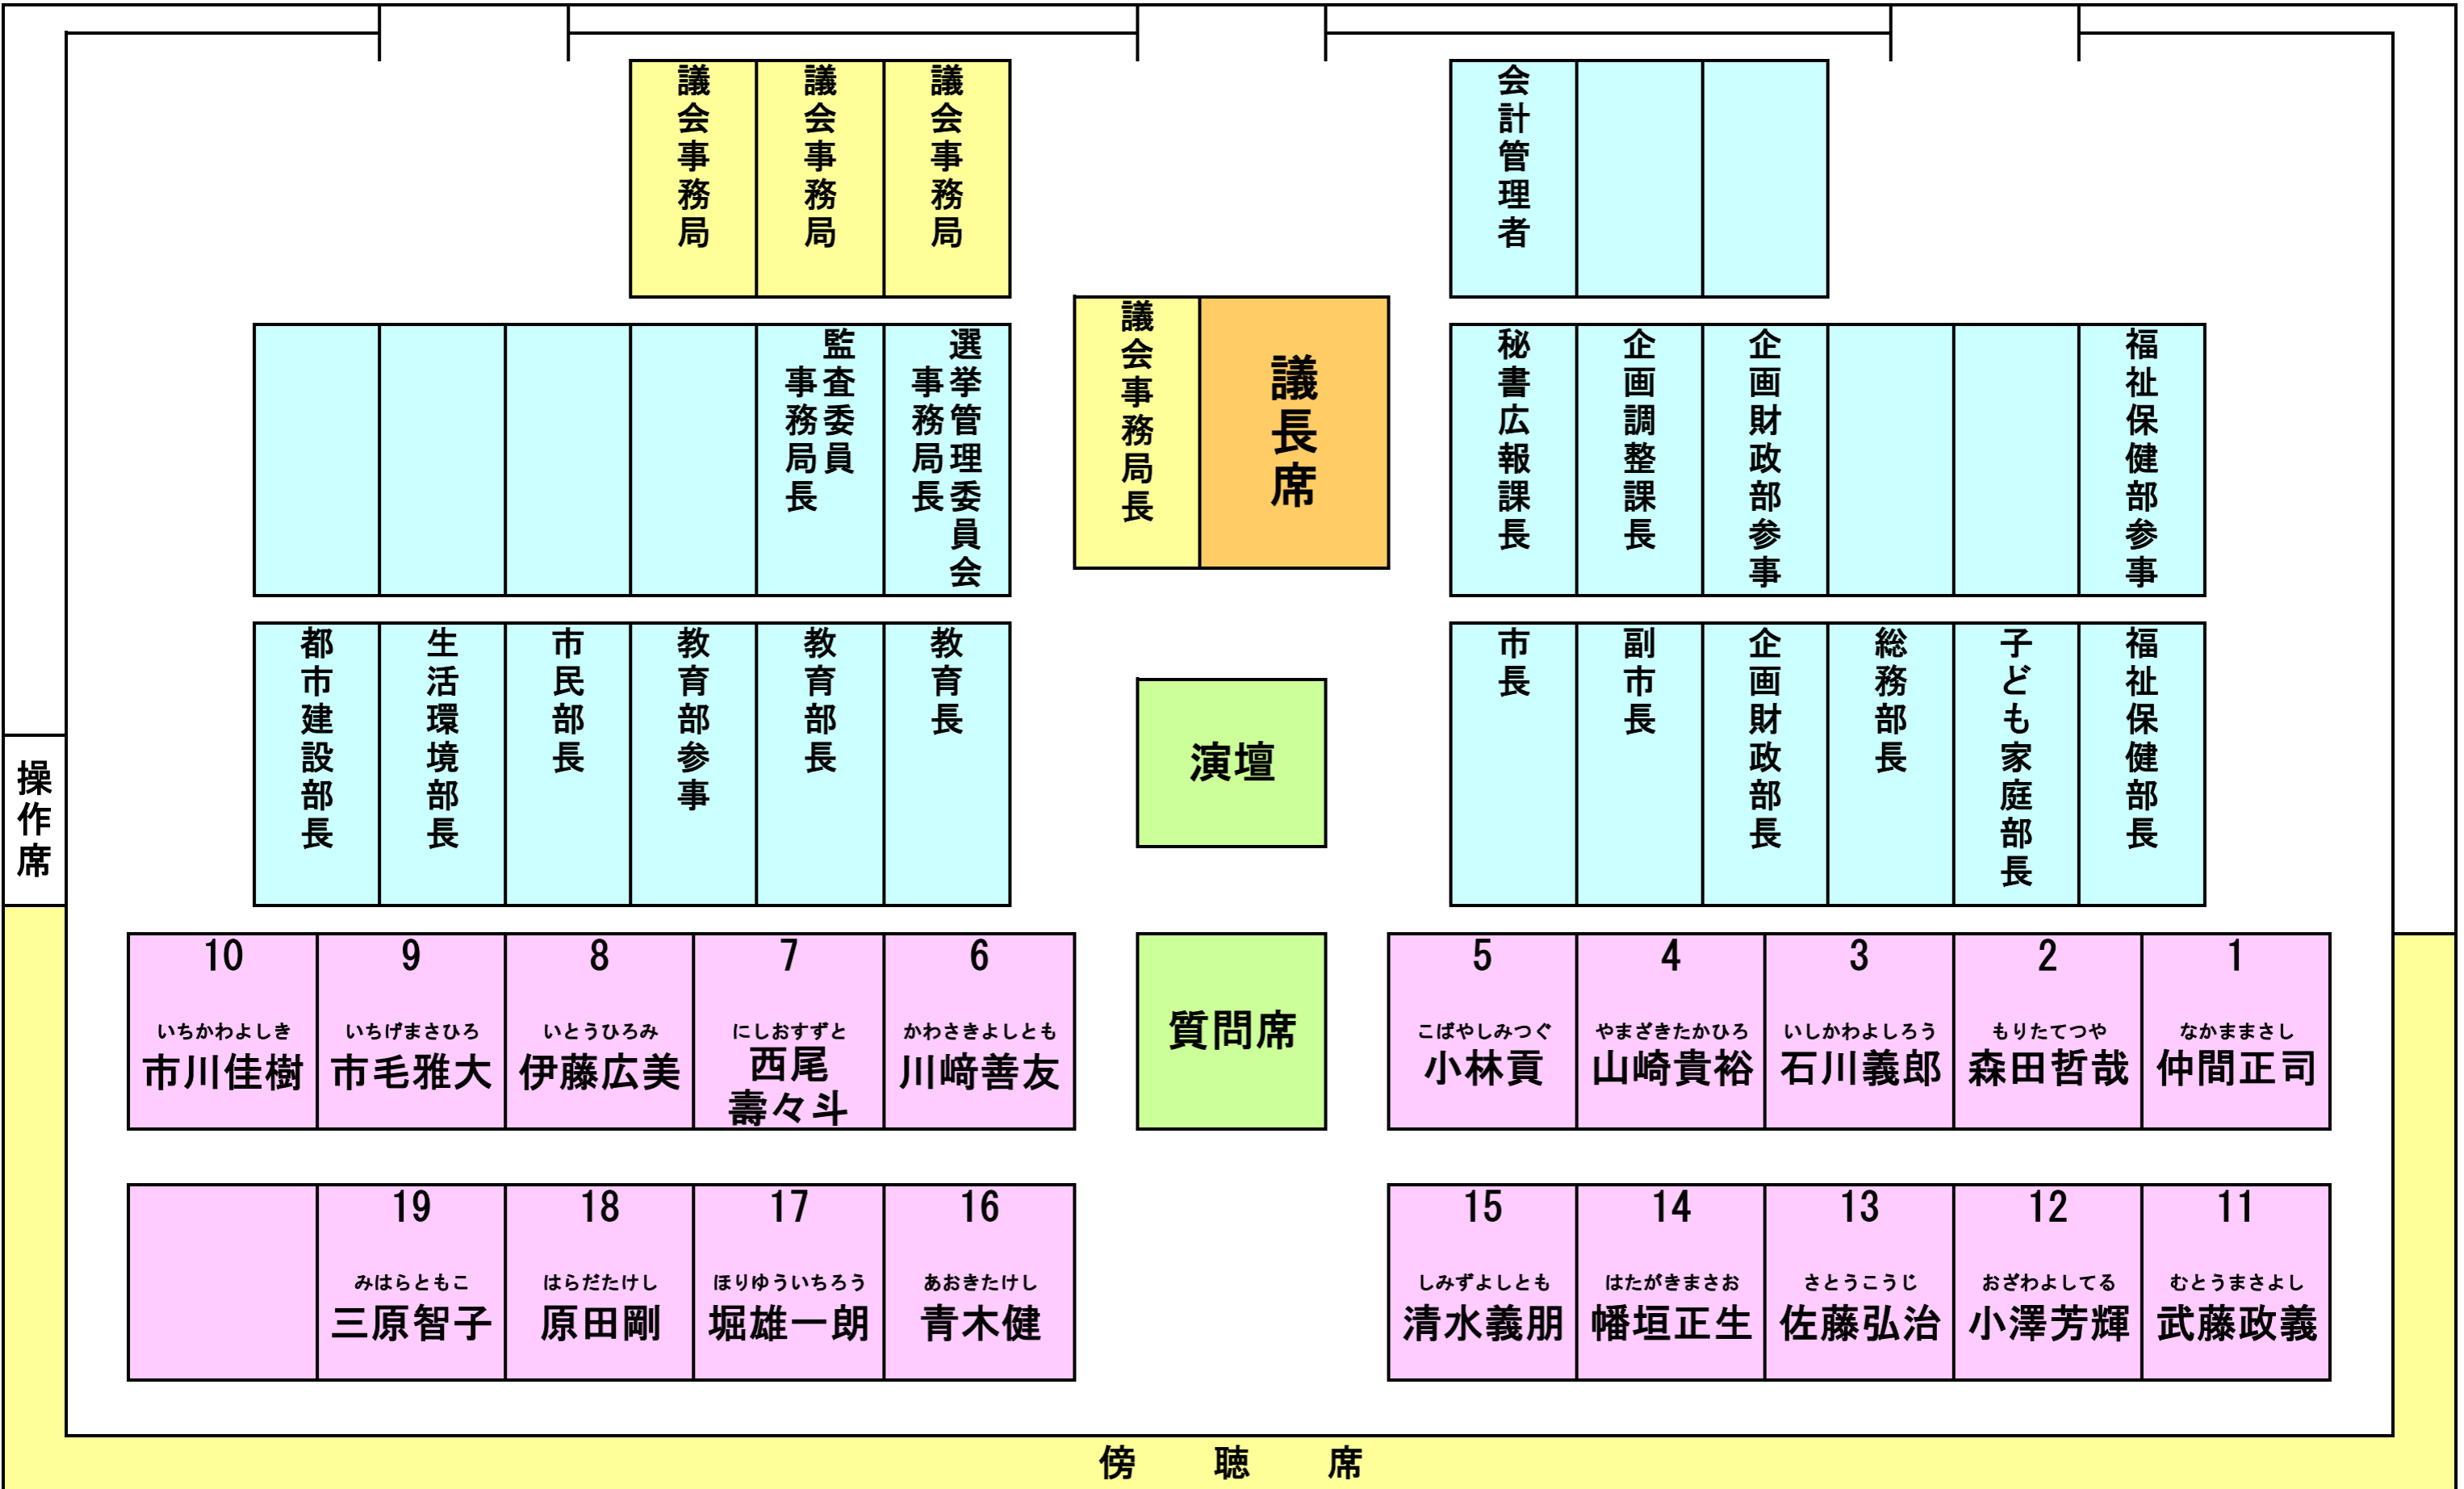 議会事務局
議会事務局
議会事務局
会計管理者
監査委員
事務局長
選挙管理委員会
事務局長
議会事務局長
議長席
秘書広報課長
企画調整課長
企画財政部参事
福祉保健部参事
都市建設部長
生活環境部長
市民部長
教育部参事
教育部長
教育長
演壇
市長
副市長
企画財政部長
総務部長
子ども家庭部長
福祉保健部長
操作席
10
いちかわよしき
市川佳樹
9
いちげまさひろ
市毛雅大
8
いとうひろみ
伊藤広美
7
にしおすずと
西尾
壽々斗
6
かわさきよしとも
川﨑善友
質問席
5
こばやしみつぐ
小林貢
4
やまざきたかひろ
山崎貴裕
3
いしかわよしろう
石川義郎
2
もりたてつや
森田哲哉
1
なかままさし
仲間正司
19
みはらともこ
三原智子
18
はらだたけし
原田剛
17
ほりゆういちろう
堀雄一朗
16
あおきたけし
青木健
15
しみずよしとも
清水義朋
14
はたがきまさお
幡垣正生
13
さとうこうじ
佐藤弘治
12
おざわよしてる
小澤芳輝
11
むとうまさよし
武藤政義
傍聴席